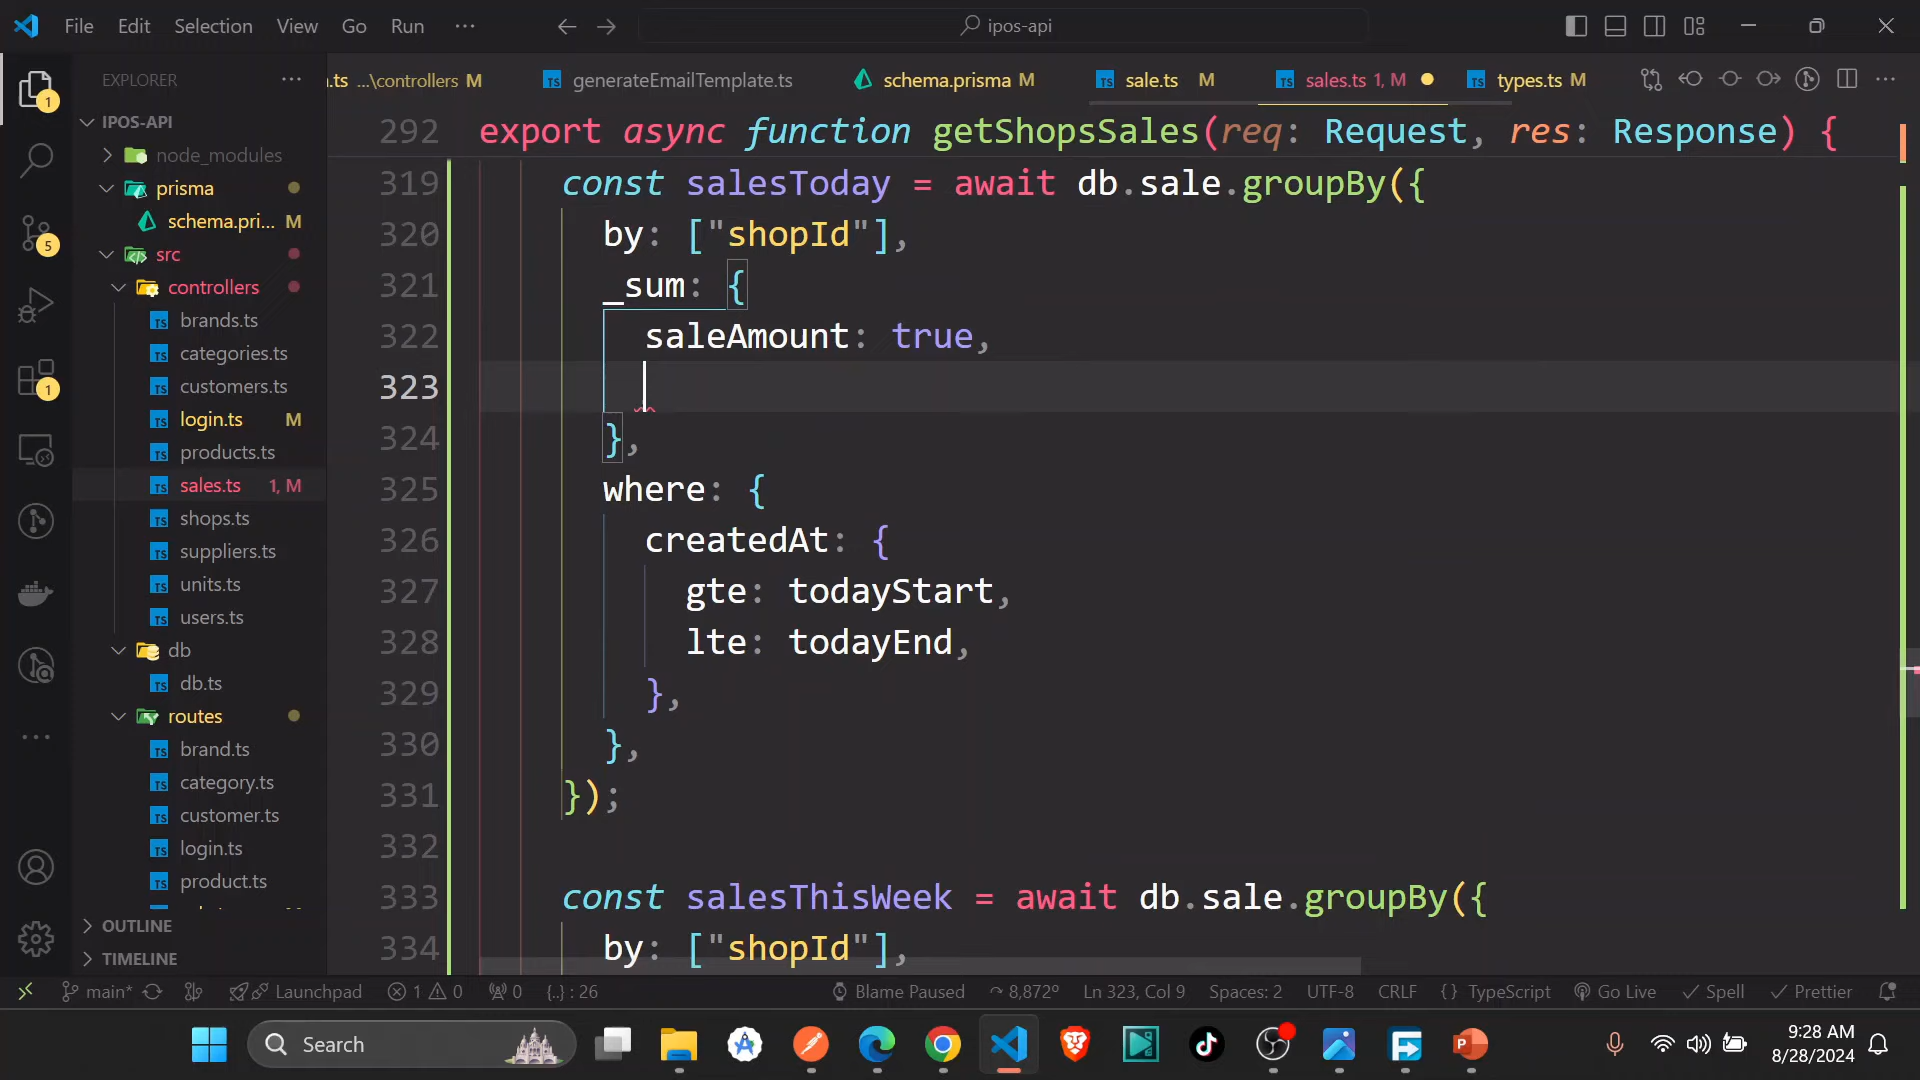 File Edit Selection View Go Run ··· ipos-api
EXPLORER ···
.ts ...\controllers M generateEmailTemplate.ts schema.prisma M sale.ts M sales.ts 1, M types.ts M
IPOS-API
node_modules
prisma
schema.pri... M
src
controllers
brands.ts
categories.ts
customers.ts
login.ts M
products.ts
sales.ts 1, M
shops.ts
suppliers.ts
units.ts
users.ts
db
db.ts
routes
brand.ts
category.ts
customer.ts
login.ts
product.ts
OUTLINE
TIMELINE
1
5
1
292 export async function getShopsSales(req: Request, res: Response) {
319 const salesToday = await db.sale.groupBy({
320 by: ["shopId"],
321 _sum: {
322 saleAmount: true,
323
324 },
325 where: {
326 createdAt: {
327 gte: todayStart,
328 lte: todayEnd,
329 },
330 },
331 });
332
333 const salesThisWeek = await db.sale.groupBy({
334 by: ["shopId"],
main* Launchpad 1 0 0 {..} : 26 Blame Paused 8,872° Ln 323, Col 9 Spaces: 2 UTF-8 CRLF {} TypeScript Go Live Spell Prettier
Search
9:28 AM
8/28/2024